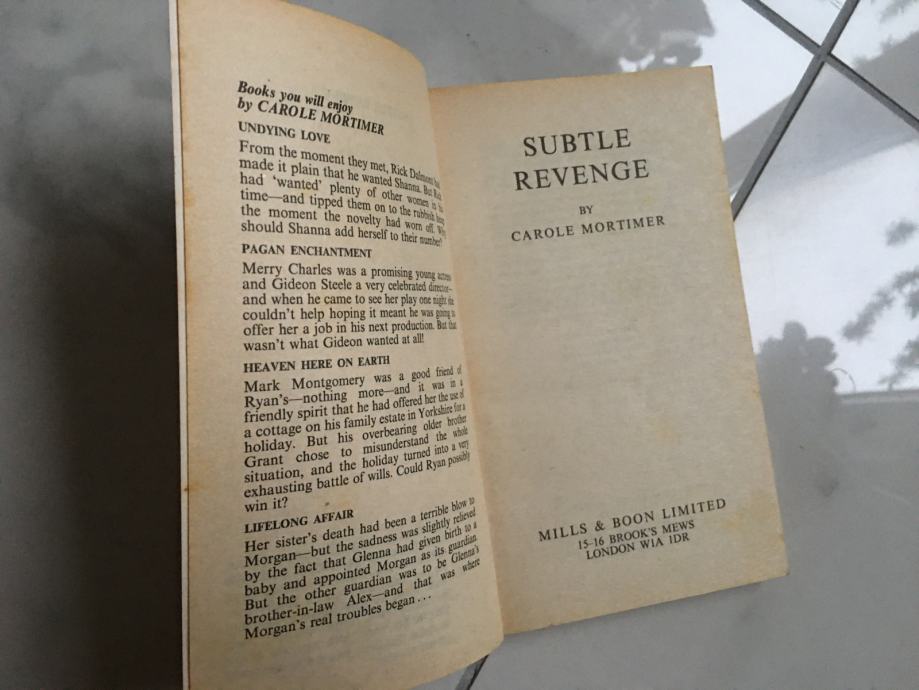 Books you will enjoy
by CAROLE MORTIMER
UNDYING LOVE
From the moment they met, Rick Dalmont had
made it plain that he wanted Shanna. But Rick
had 'wanted' plenty of other women in his
time—and tipped them on to the rubbish heap
the moment the novelty had worn off. Why
should Shanna add herself to their number?
PAGAN ENCHANTMENT
Merry Charles was a promising young actress
and Gideon Steele a very celebrated director—
and when he came to see her play one night she
couldn't help hoping it meant he was going to
offer her a job in his next production. But that
wasn't what Gideon wanted at all!
HEAVEN HERE ON EARTH
Mark Montgomery was a good friend of
Ryan's—nothing more—and it was in a
friendly spirit that he had offered her the use of
a cottage on his family estate in Yorkshire for a
holiday. But his overbearing older brother
Grant chose to misunderstand the whole
situation, and the holiday turned into a very
exhausting battle of wills. Could Ryan possibly
win it?
LIFELONG AFFAIR
Her sister's death had been a terrible blow to
Morgan—but the sadness was slightly relieved
by the fact that Glenna had given birth to a
baby and appointed Morgan as its guardian.
But the other guardian was to be Glenna's
brother-in-law Alex—and that was where
Morgan's real troubles began . . .
SUBTLE
REVENGE
BY
CAROLE MORTIMER
MILLS & BOON LIMITED
15–16 BROOK'S MEWS
LONDON W1A 1DR